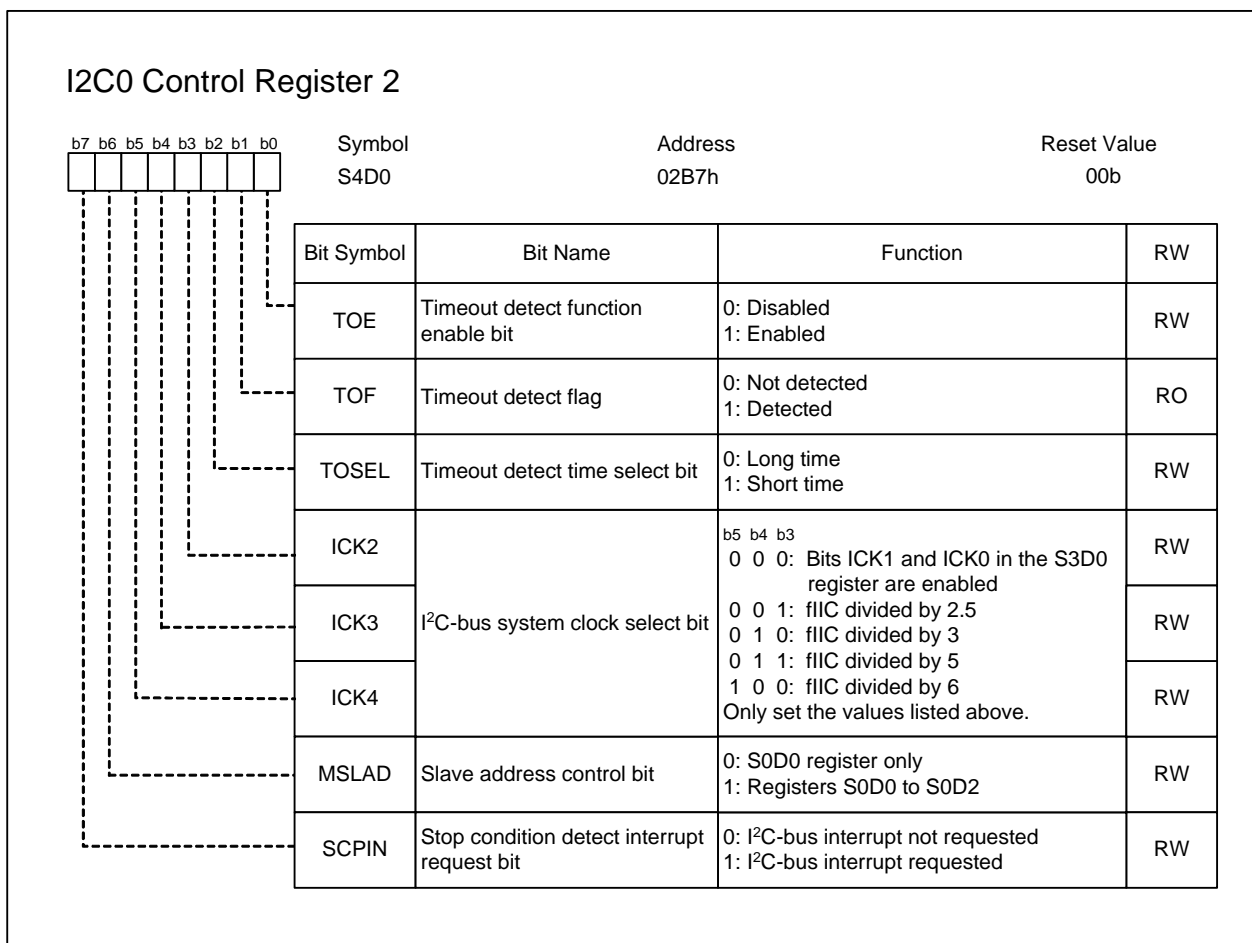 I2C0 Control Register 2
b7 b6 b5 b4 b3 b2 b1 b0
Symbol Address Reset Value
S4D0 02B7h 00b
Bit Symbol Bit Name Function RW
TOE Timeout detect function enable bit 0: Disabled RW
1: Enabled
TOF Timeout detect flag 0: Not detected RO
1: Detected
TOSEL Timeout detect time select bit 0: Long time RW
1: Short time
ICK2 RW
ICK3 I²C-bus system clock select bit RW
ICK4 RW
b5 b4 b3
0 0 0: Bits ICK1 and ICK0 in the S3D0
register are enabled
0 0 1: fIIC divided by 2.5
0 1 0: fIIC divided by 3
0 1 1: fIIC divided by 5
1 0 0: fIIC divided by 6
Only set the values listed above.
MSLAD Slave address control bit 0: S0D0 register only RW
1: Registers S0D0 to S0D2
SCPIN Stop condition detect interrupt request bit 0: I²C-bus interrupt not requested RW
1: I²C-bus interrupt requested